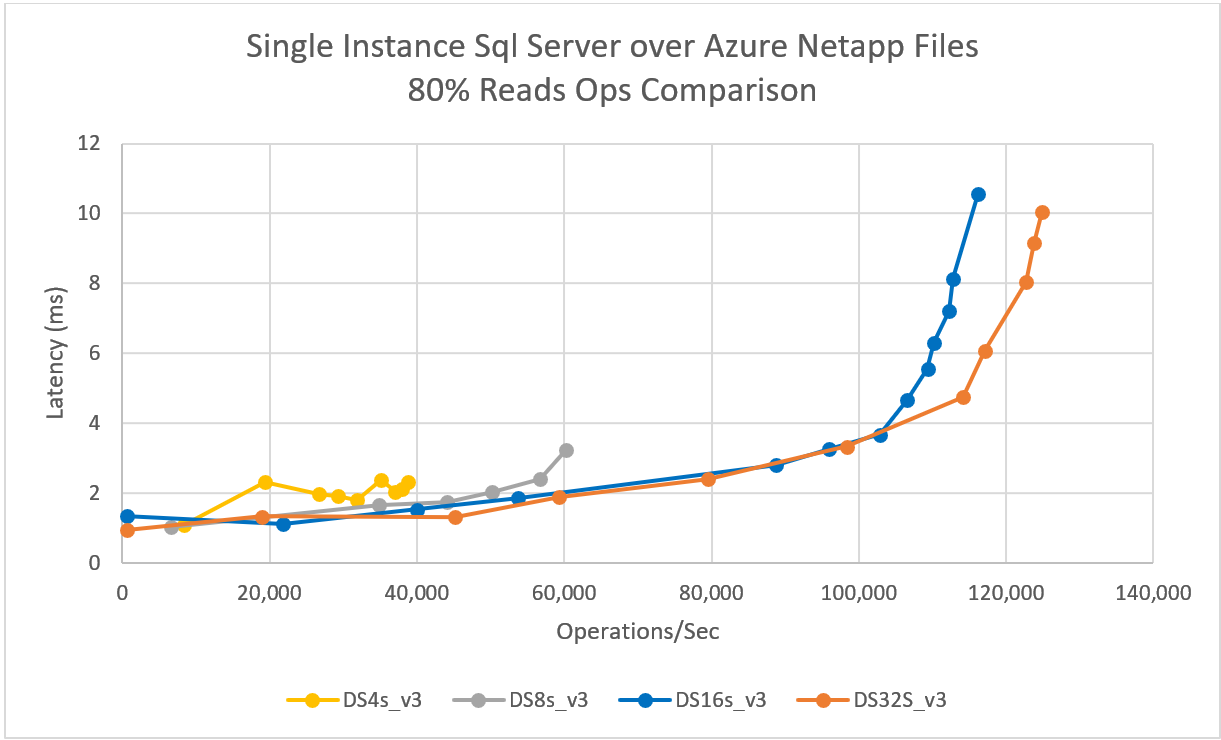 Single Instance Sql Server over Azure Netapp Files
80% Reads Ops Comparison
12
10
8
6
4
2
0
Latency (ms)
0 20,000 40,000 60,000 80,000 100,000 120,000 140,000
Operations/Sec
DS4s_v3 DS8s_v3 DS16s_v3 DS32S_v3